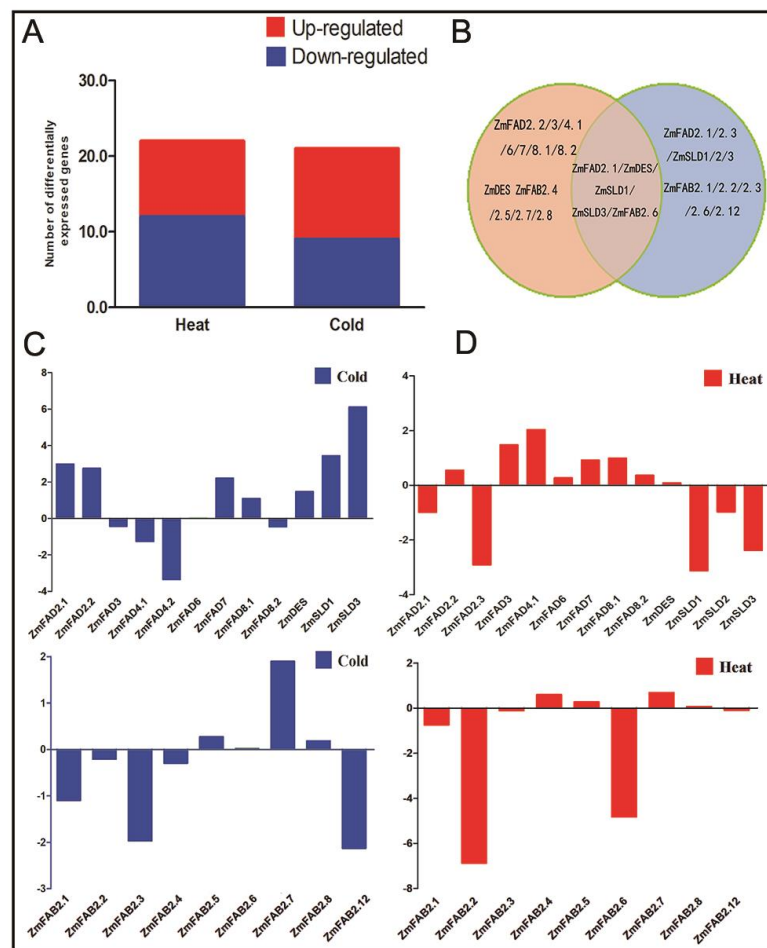 A
Up-regulated
Down-regulated
Number of differentially
expressed genes
30.0
20.0
10.0
0.0
Heat
Cold
B
ZmFAD2.2/3/4.1
/6/7/8.1/8.2
ZmDES ZmFAB2.4
/2.5/2.7/2.8
ZmFAD2.1/ZmDES/
ZmSLD1/
ZmSLD3/ZmFAB2.6
ZmFAD2.1/2.3
/ZmSLD1/2/3
ZmFAB2.1/2.2/2.3
/2.6/2.12
C
Cold
8
6
4
2
0
-2
-4
ZmFAD2.1
ZmFAD2.2
ZmFAD3
ZmFAD4.1
ZmFAD4.2
ZmFAD6
ZmFAD7
ZmFAD8.1
ZmFAD8.2
ZmDES
ZmSLD1
ZmSLD3
D
Heat
4
2
0
-2
-4
ZmFAD2.1
ZmFAD2.2
ZmFAD2.3
ZmFAD3
ZmFAD4.1
ZmFAD6
ZmFAD7
ZmFAD8.1
ZmFAD8.2
ZmDES
ZmSLD1
ZmSLD2
ZmSLD3
Cold
2
1
0
-1
-2
-3
ZmFAB2.1
ZmFAB2.2
ZmFAB2.3
ZmFAB2.4
ZmFAB2.5
ZmFAB2.6
ZmFAB2.7
ZmFAB2.8
ZmFAB2.12
Heat
2
0
-2
-4
-6
-8
ZmFAB2.1
ZmFAB2.2
ZmFAB2.3
ZmFAB2.4
ZmFAB2.5
ZmFAB2.6
ZmFAB2.7
ZmFAB2.8
ZmFAB2.12